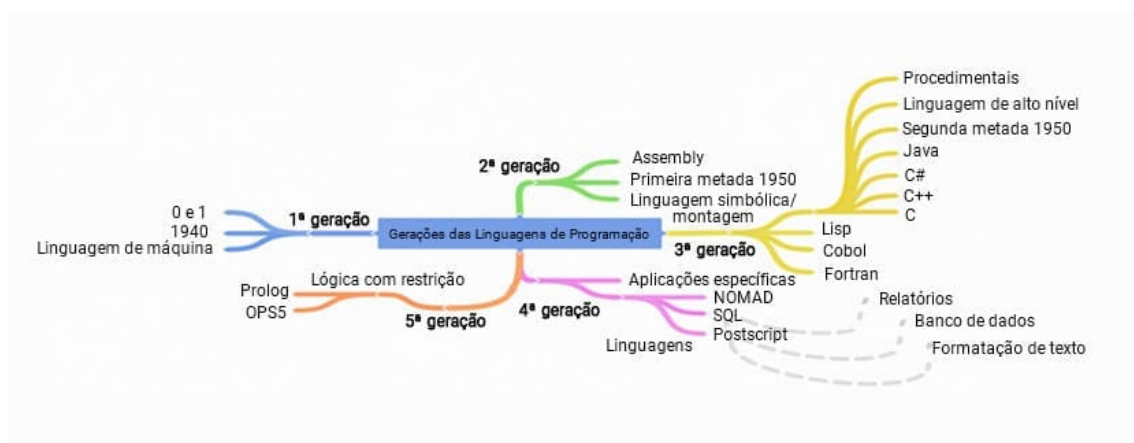 Gerações das Linguagens de Programação
1ª geração
0 e 1
1940
Linguagem de máquina
2ª geração
Assembly
Primeira metada 1950
Linguagem simbólica/
montagem
3ª geração
Procedimentais
Linguagem de alto nível
Segunda metada 1950
Java
C#
C++
C
Lisp
Cobol
Fortran
4ª geração
Aplicações específicas
Linguagens
NOMAD
SQL
Postscript
Relatórios
Banco de dados
Formatação de texto
5ª geração
Lógica com restrição
Prolog
OPS5